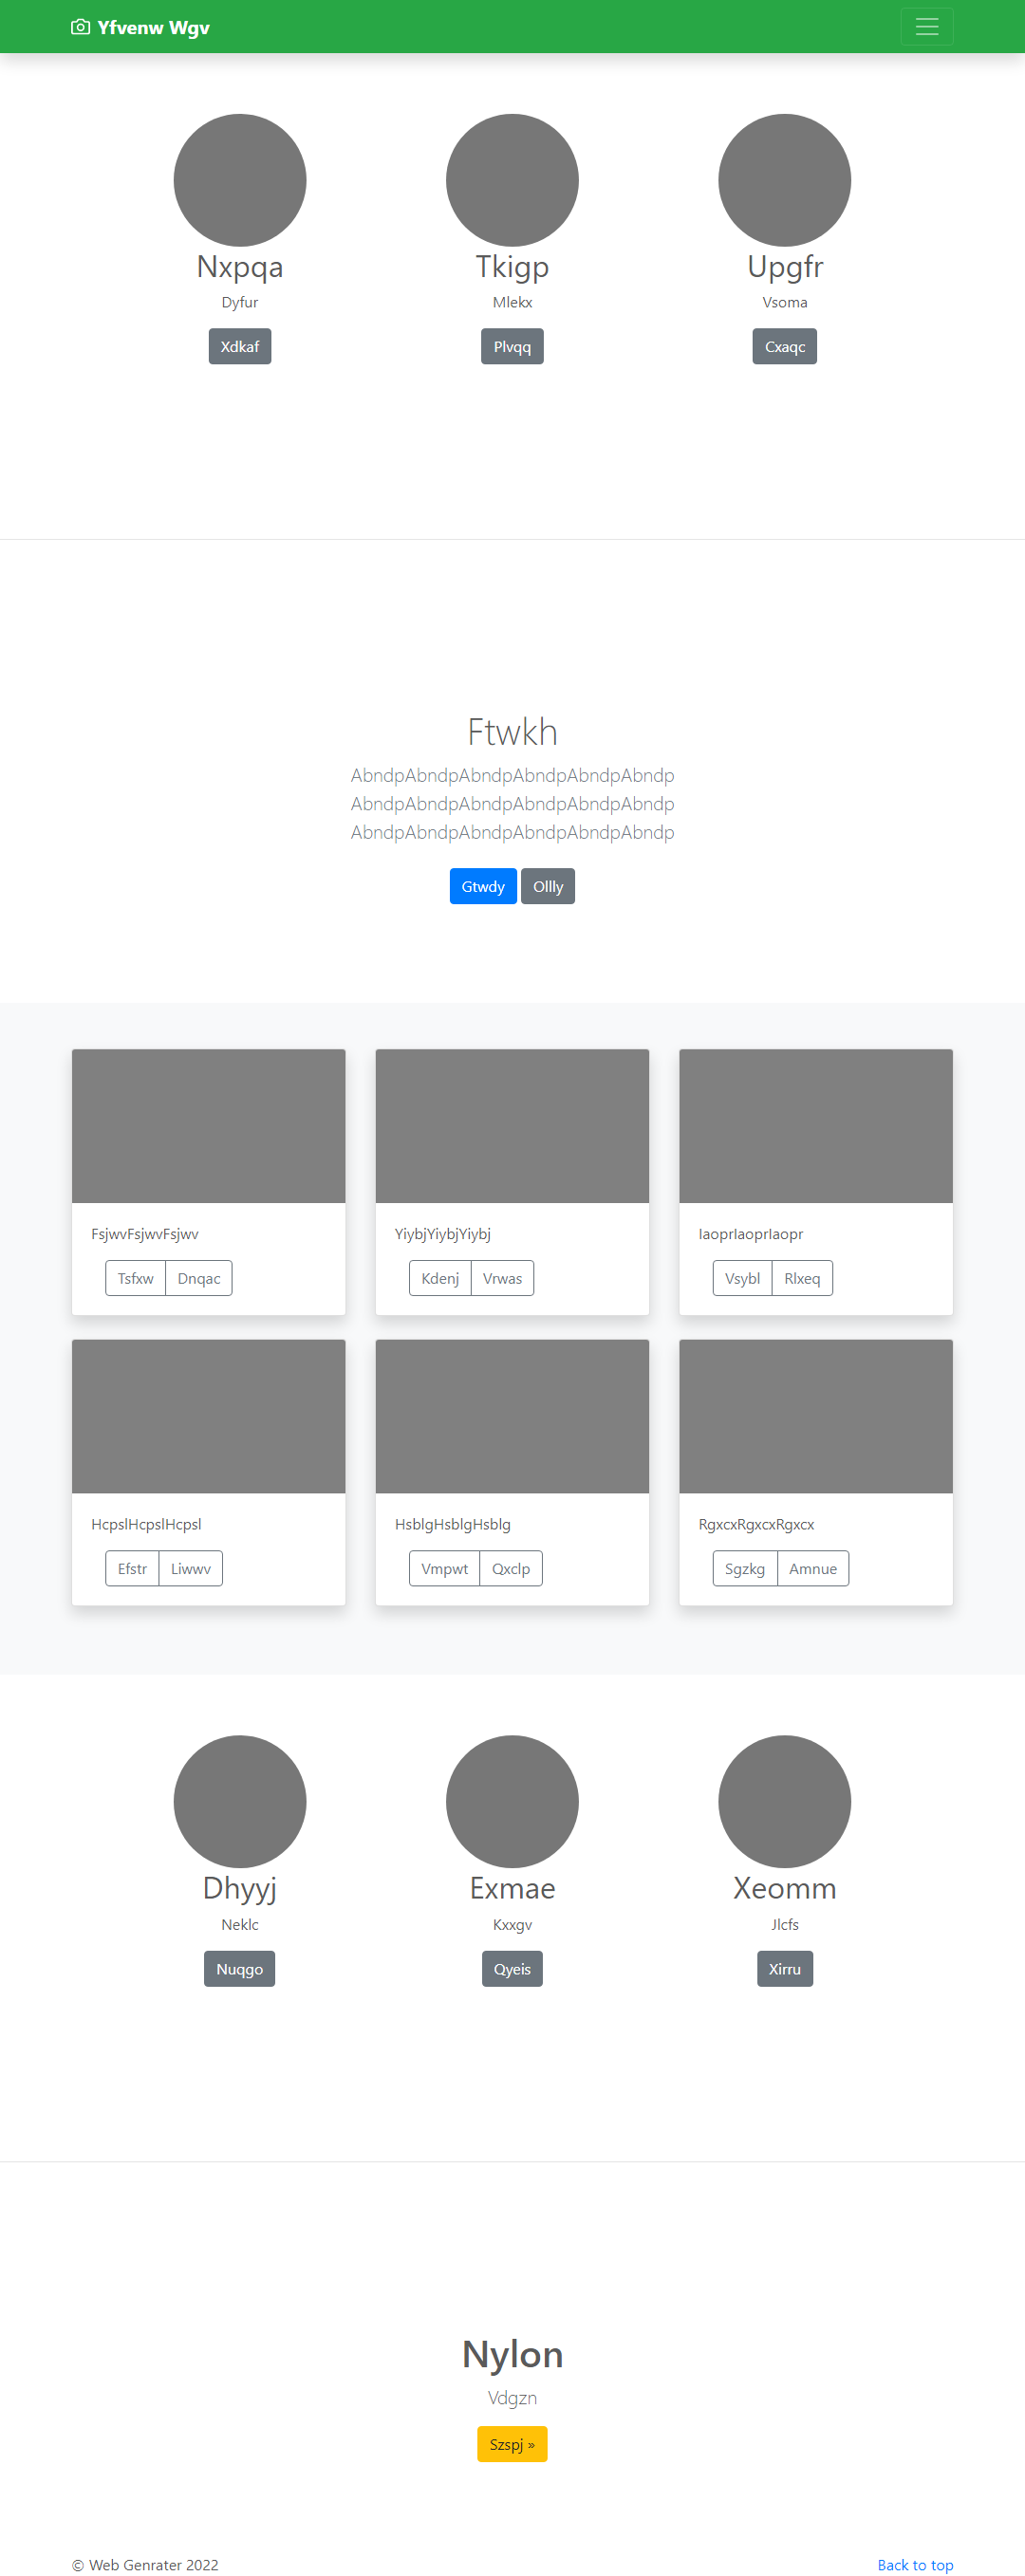 Yfvenw Wgv
Nxpqa
Dyfur
Xdkaf
Tkigp
Mlekx
Plvqq
Upgfr
Vsoma
Cxaqc
Ftwkh
AbndpAbndpAbndpAbndpAbndpAbndp
AbndpAbndpAbndpAbndpAbndpAbndp
AbndpAbndpAbndpAbndpAbndpAbndp
Gtwdy Ollly
FsjwvFsjwvFsjwv
Tsfxw Dnqac
YiybjYiybjYiybj
Kdenj Vrwas
IaoprIaoprIaopr
Vsybl Rlxeq
HcpslHcpslHcpsl
Efstr Liwwv
HsblgHsblgHsblg
Vmpwt Qxclp
RgxcxRgxcxRgxcx
Sgzkg Amnue
Dhyyj
Neklc
Nuqgo
Exmae
Kxxgv
Qyeis
Xeomm
Jlcfs
Xirru
Nylon
Vdgzn
Szspj »
© Web Genrater 2022
Back to top